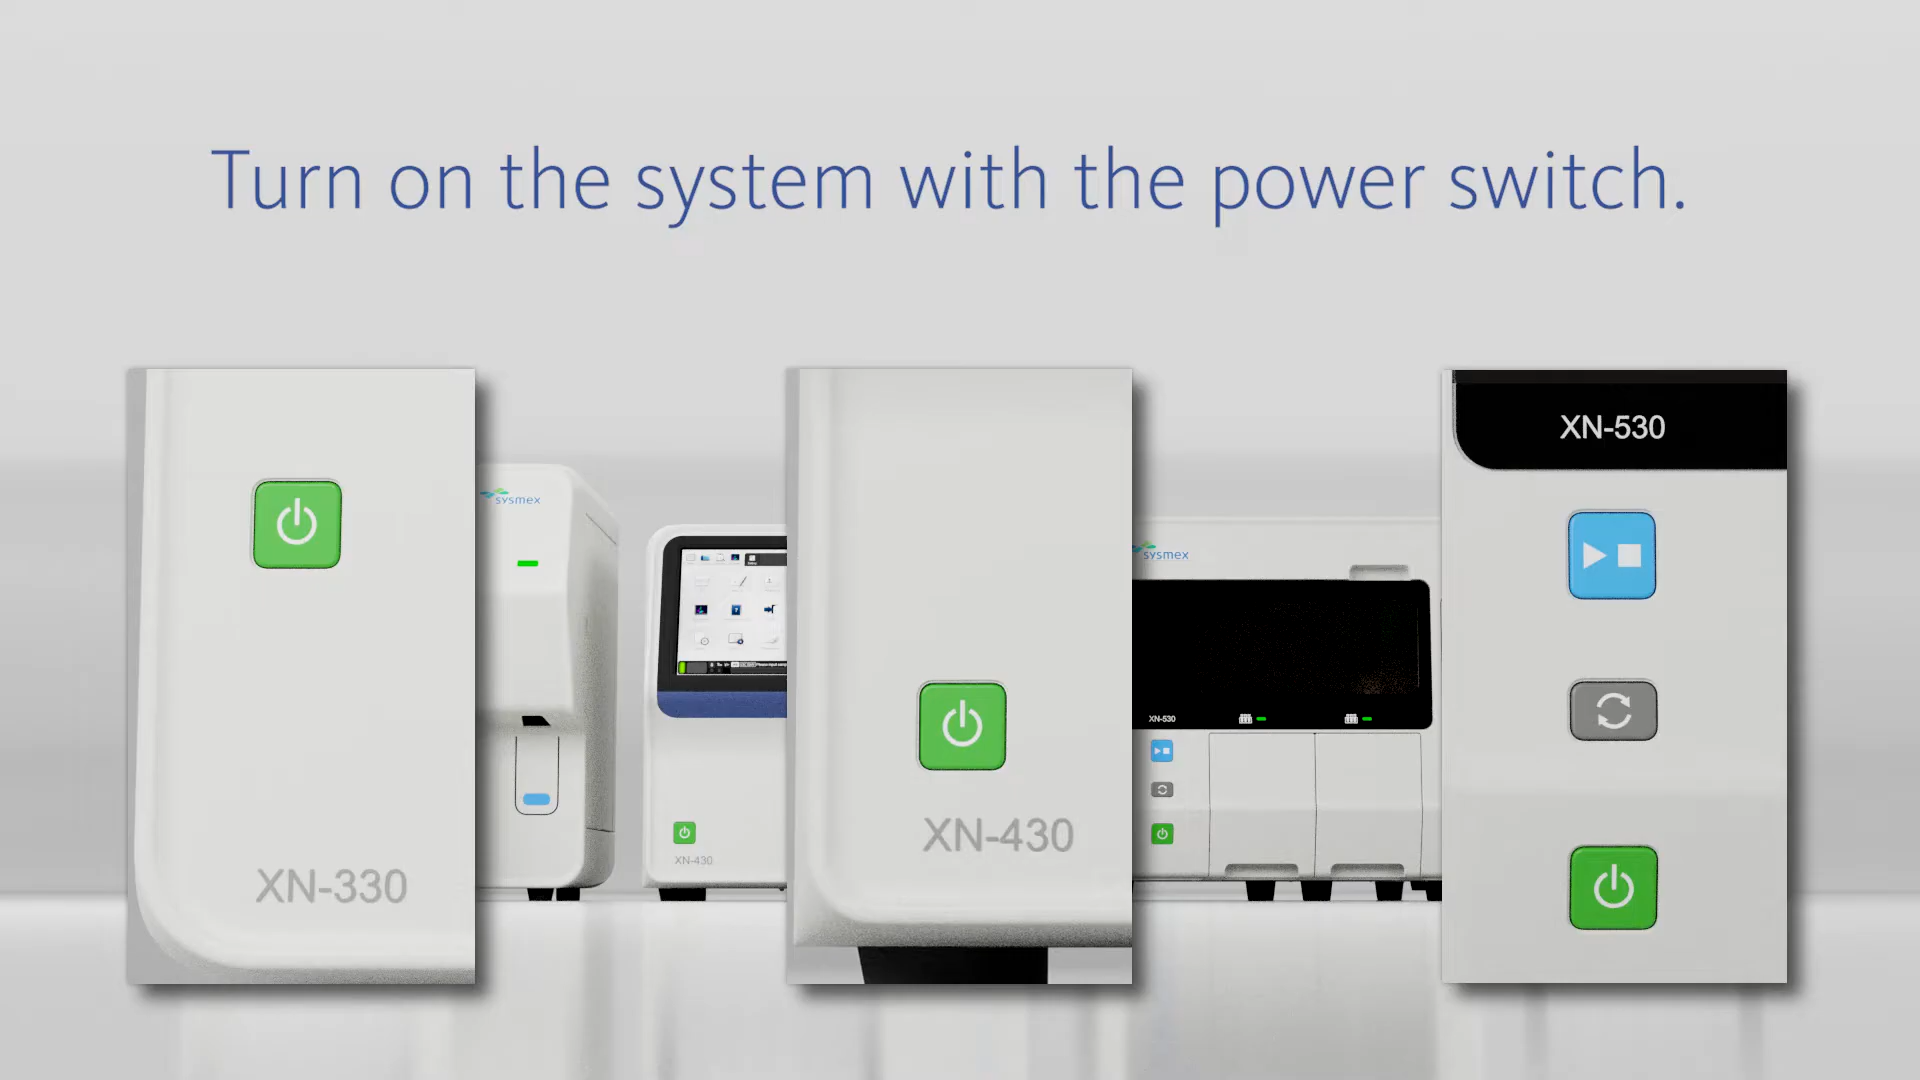 Turn on the system with the power switch.
sysmex
sysmex
XN-530
XN-530
XN-430
XN-430
XN-330